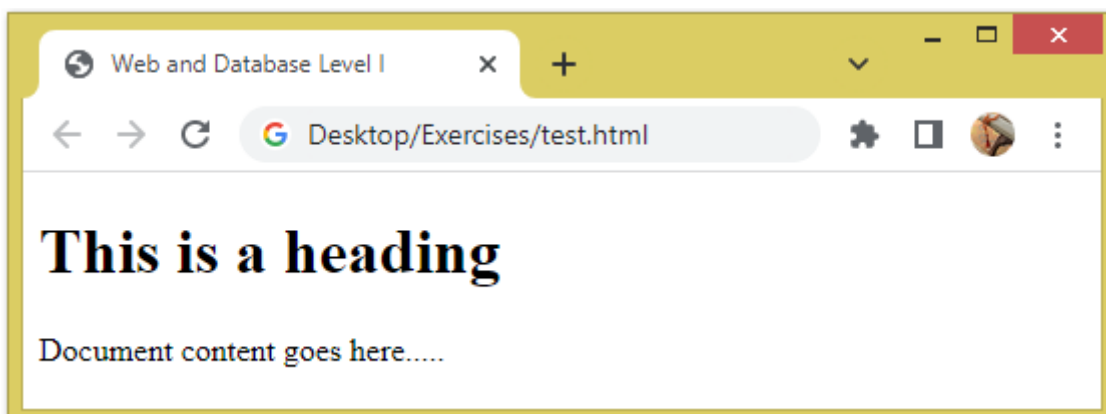 Web and Database Level I
Desktop/Exercises/test.html
This is a heading
Document content goes here.....